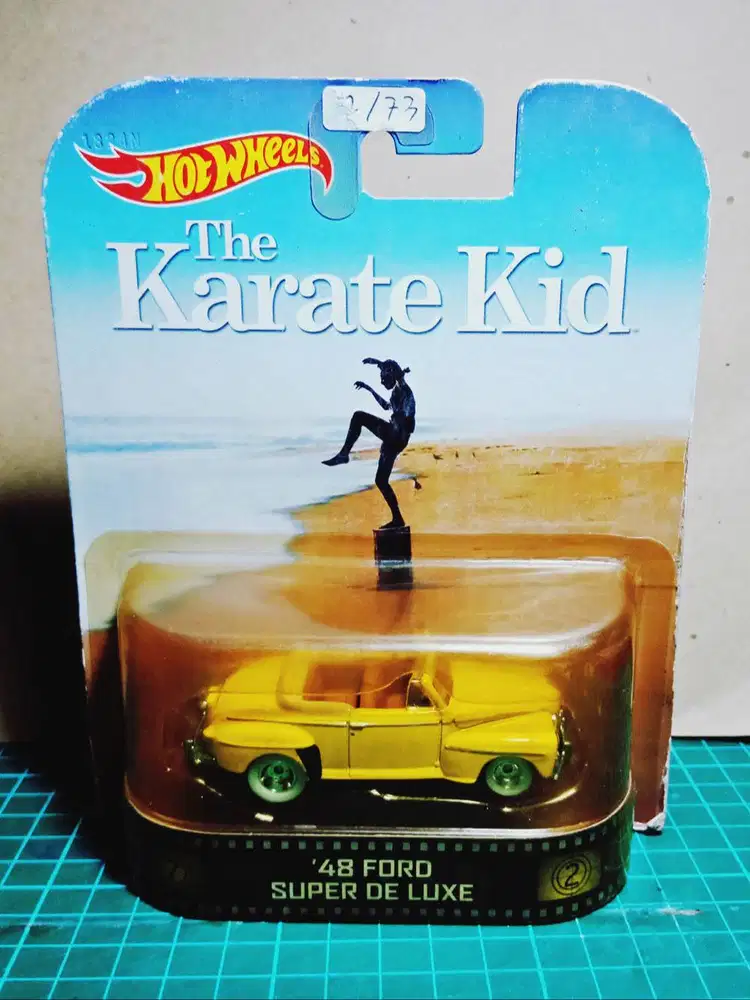 2/73
HOT WHEELS
The
Karate Kid
'48 FORD
SUPER DE LUXE
2